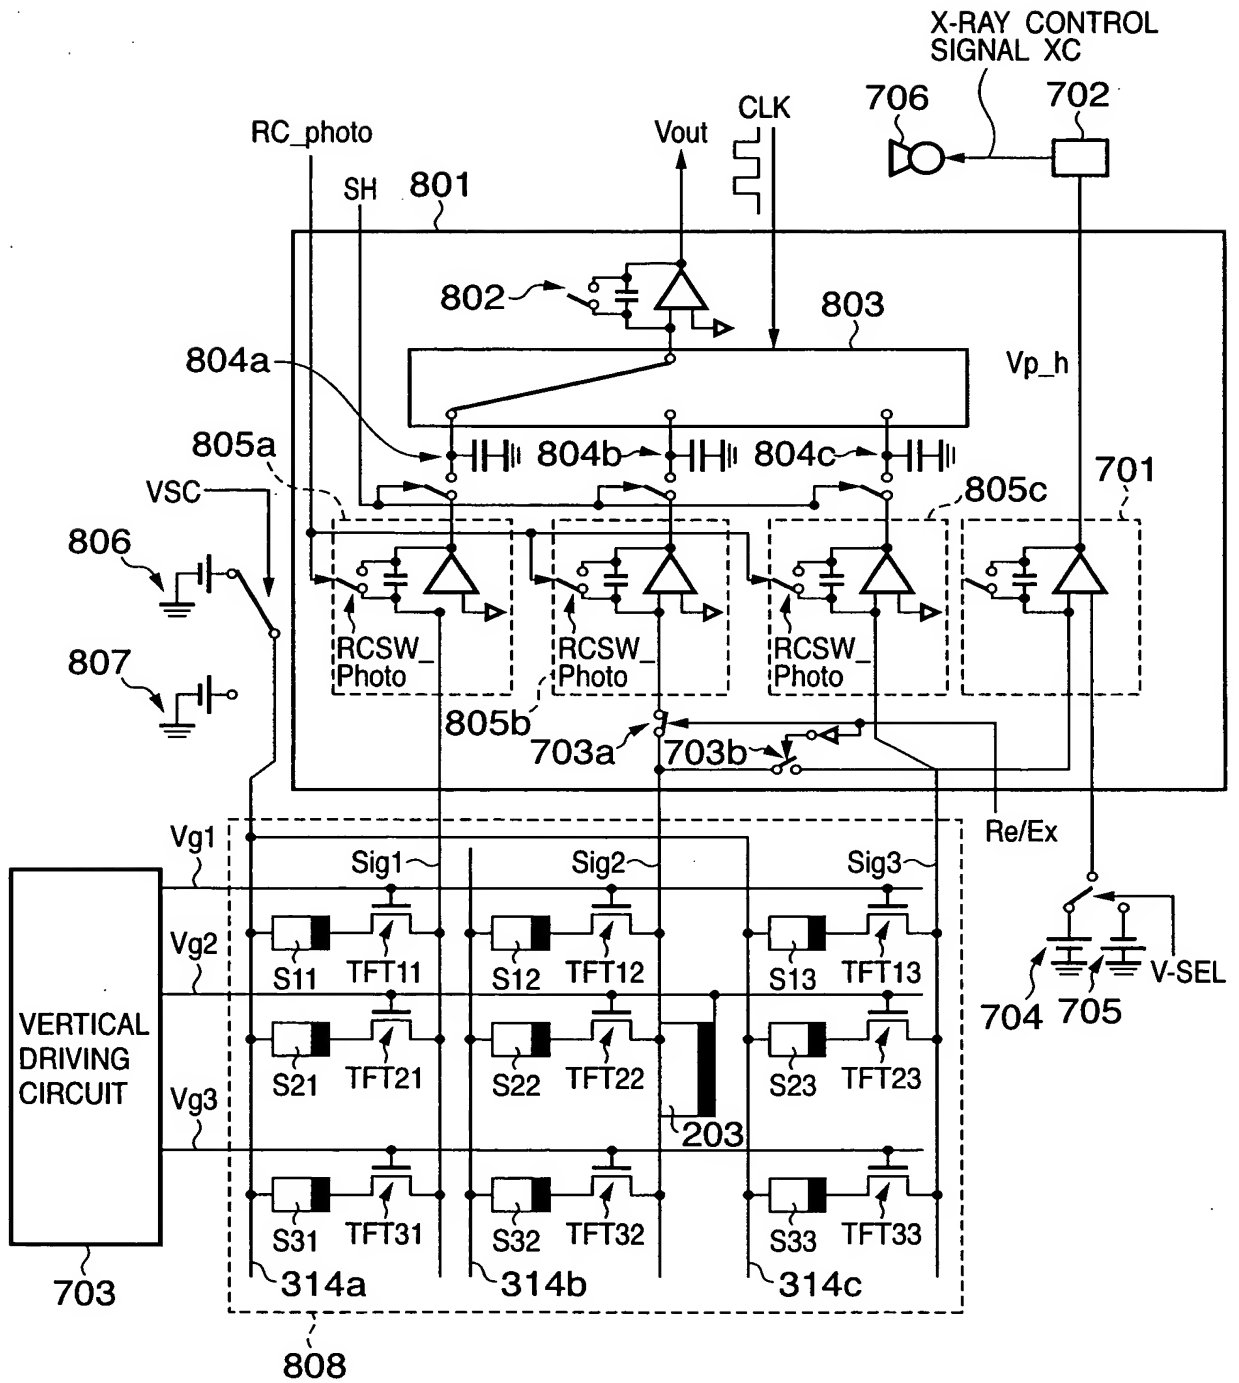 X-RAY CONTROL
SIGNAL XC
706
702
CLK
RC_photo
Vout
SH
801
802
803
804a
Vp_h
805a
804b
804c
701
VSC
805c
806
807
RCSW_
Photo
RCSW_
Photo
RCSW_
Photo
805b
703a
703b
Re/Ex
Vg1
Sig1
Sig2
Sig3
S11
TFT11
S12
TFT12
S13
TFT13
Vg2
V-SEL
704
705
VERTICAL
DRIVING
CIRCUIT
S21
TFT21
S22
TFT22
S23
TFT23
Vg3
203
S31
TFT31
S32
TFT32
S33
TFT33
703
314a
314b
314c
808